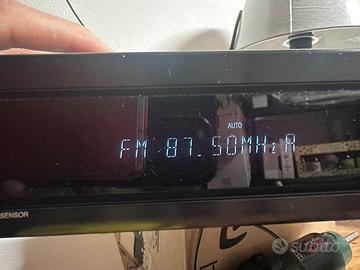 AUTO
FM 87.50MHz A
SENSOR
subito